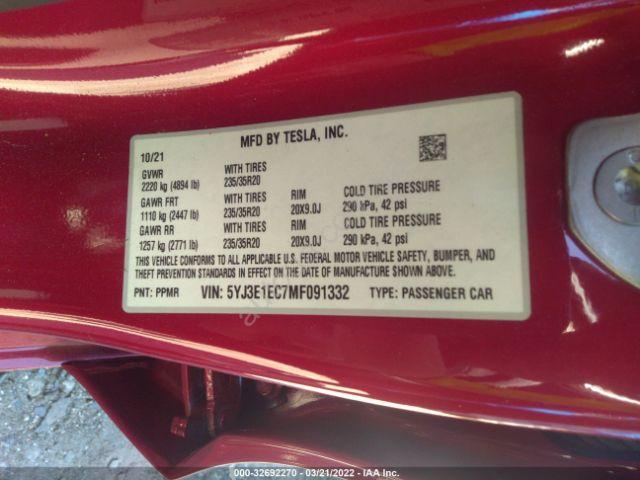 MFD BY TESLA, INC.
10/21
GVWR WITH TIRES
2220 kg (4894 lb) 235/35R20
GAWR FRT WITH TIRES RIM COLD TIRE PRESSURE
1110 kg (2447 lb) 235/35R20 20X9.0J 290 kPa, 42 psi
GAWR RR WITH TIRES RIM COLD TIRE PRESSURE
1257 kg (2771 lb) 235/35R20 20X9.0J 290 kPa, 42 psi
THIS VEHICLE CONFORMS TO ALL APPLICABLE U.S. FEDERAL MOTOR VEHICLE SAFETY, BUMPER, AND
THEFT PREVENTION STANDARDS IN EFFECT ON THE DATE OF MANUFACTURE SHOWN ABOVE.
PNT: PPMR VIN: 5YJ3E1EC7MF091332 TYPE: PASSENGER CAR
000-32692270 - 03/21/2022 - IAA Inc.